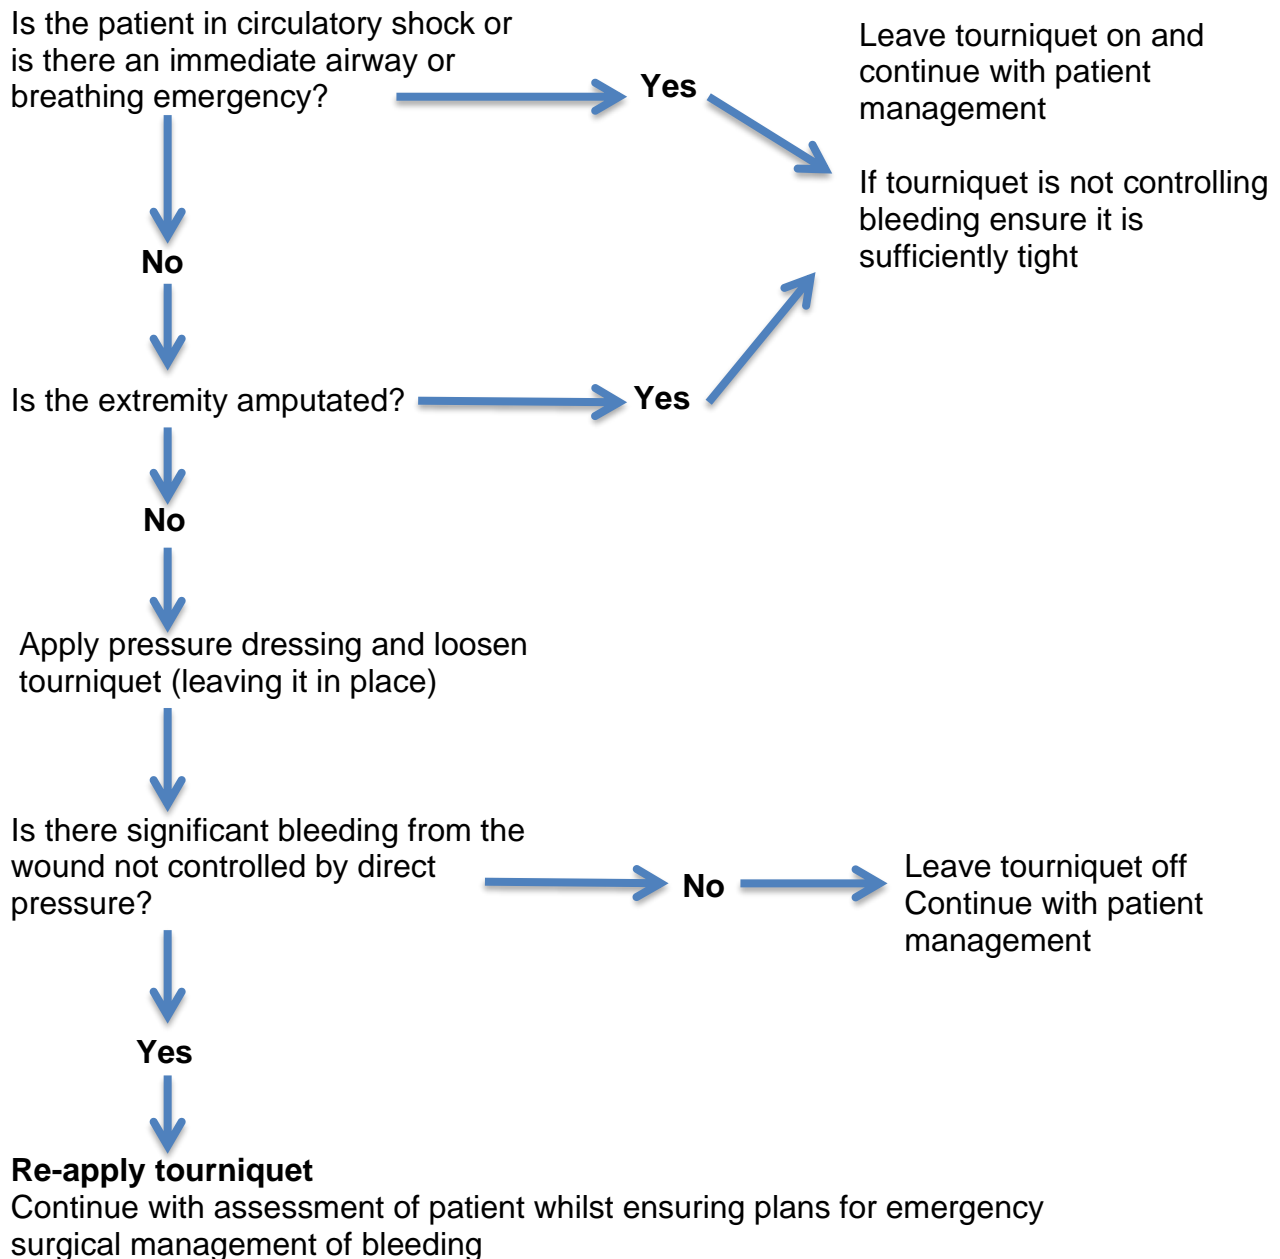 Is the patient in circulatory shock or
is there an immediate airway or
breathing emergency?
Yes
Leave tourniquet on and
continue with patient
management
If tourniquet is not controlling
bleeding ensure it is
sufficiently tight
No
Is the extremity amputated?
Yes
No
Apply pressure dressing and loosen
tourniquet (leaving it in place)
Is there significant bleeding from the
wound not controlled by direct
pressure?
No
Leave tourniquet off
Continue with patient
management
Yes
Re-apply tourniquet
Continue with assessment of patient whilst ensuring plans for emergency
surgical management of bleeding